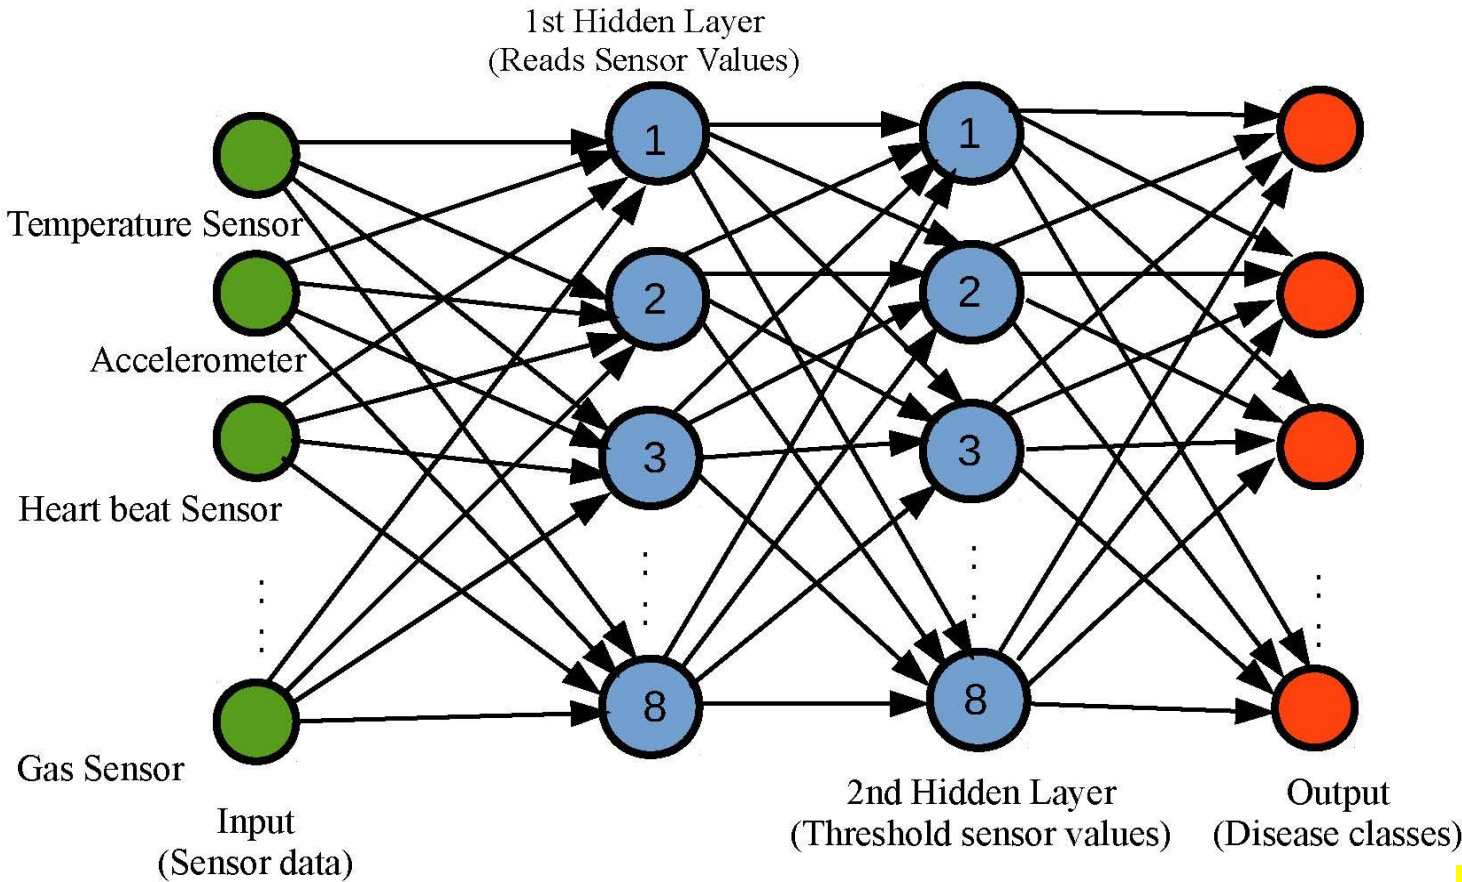 1st Hidden Layer
(Reads Sensor Values)
1
1
Temperature Sensor
2
2
Accelerometer
3
3
Heart beat Sensor
8
8
Gas Sensor
2nd Hidden Layer
(Threshold sensor values)
Output
(Disease classes)
Input
(Sensor data)